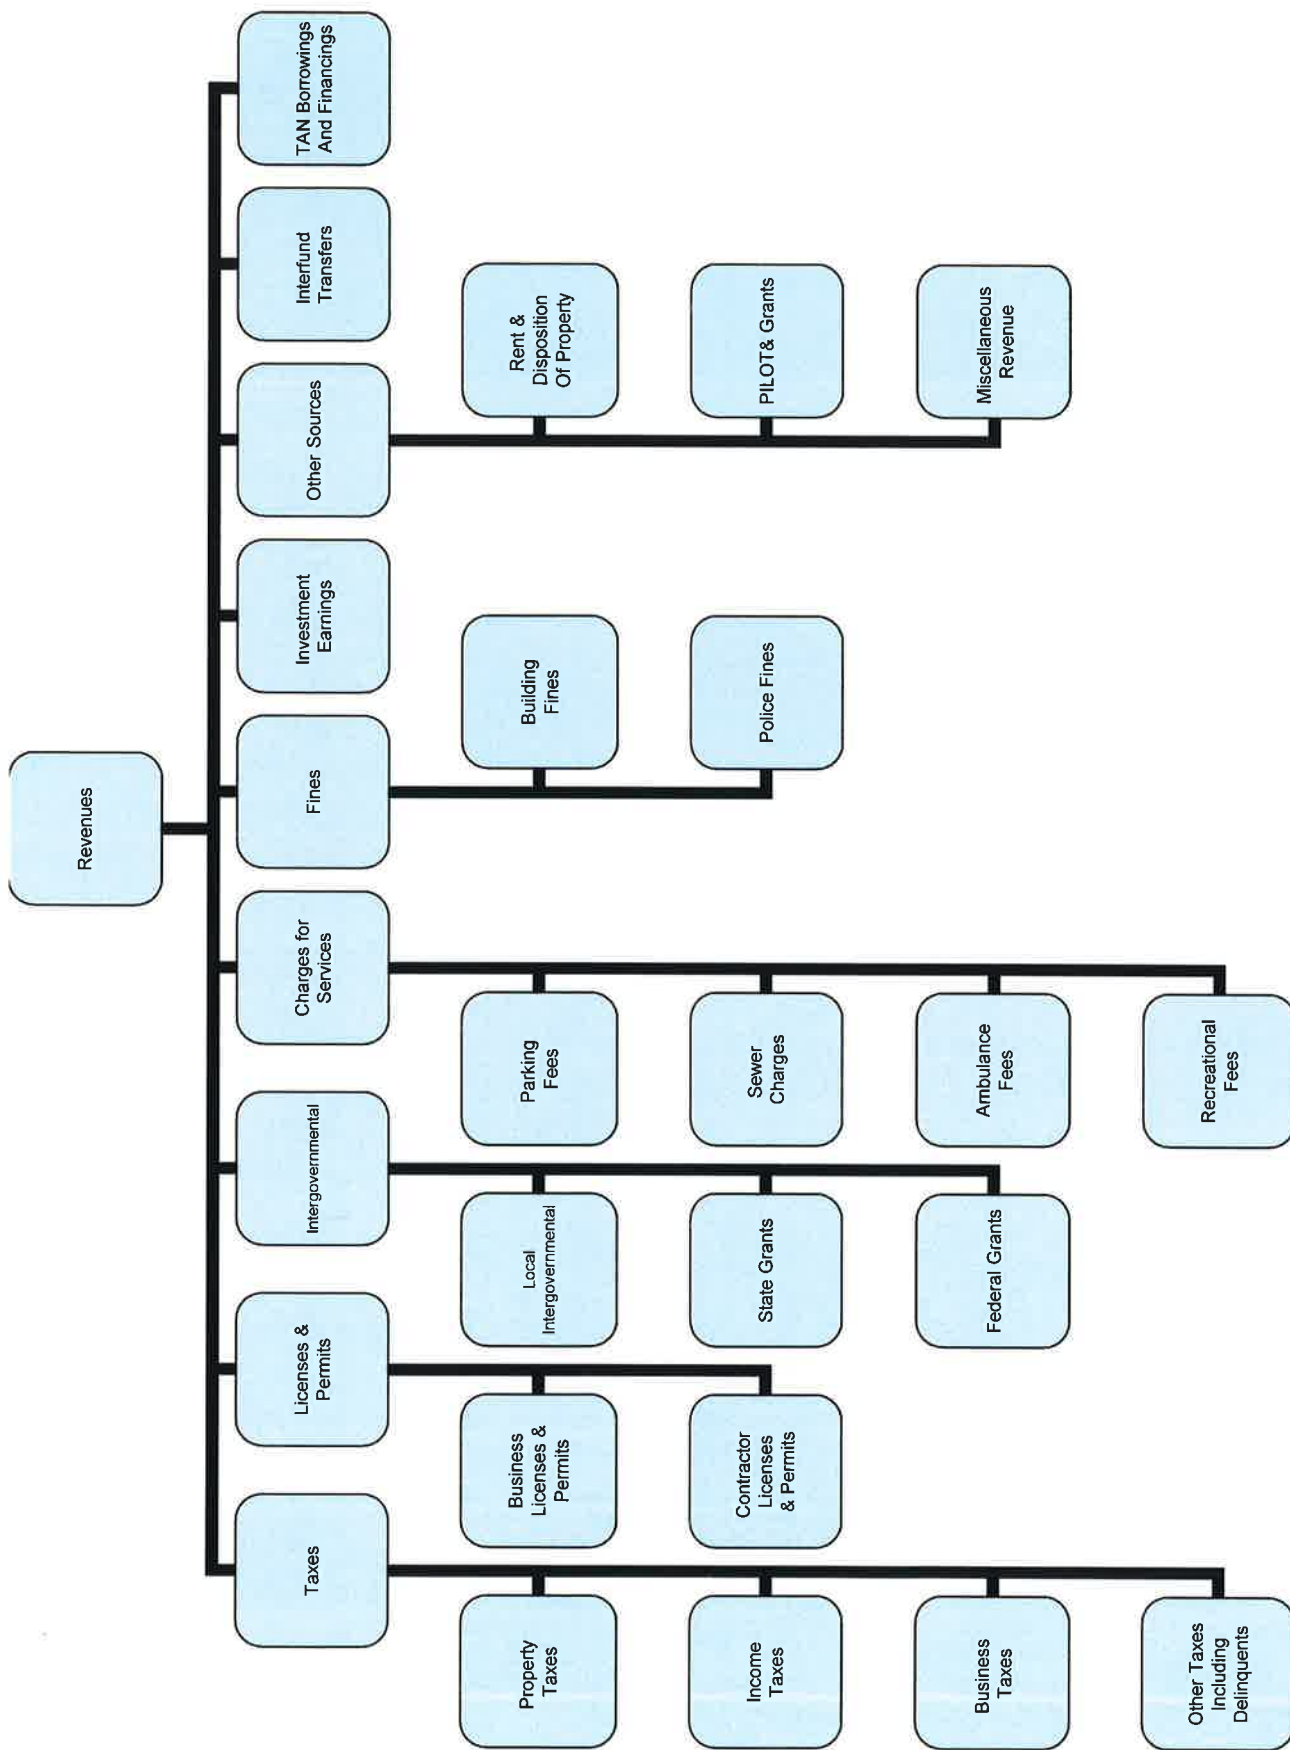 Revenues
Taxes
Property
Taxes
Income
Taxes
Business
Taxes
Other Taxes
Including
Delinquents
Licenses &
Permits
Business
Licenses &
Permits
Contractor
Licenses
& Permits
Intergovernmental
Local
Intergovernmental
State Grants
Federal Grants
Charges for
Services
Parking
Fees
Sewer
Charges
Ambulance
Fees
Recreational
Fees
Fines
Building
Fines
Police Fines
Investment
Earnings
Other Sources
Rent &
Disposition
Of Property
PILOT& Grants
Miscellaneous
Revenue
Interfund
Transfers
TAN Borrowings
And Financings